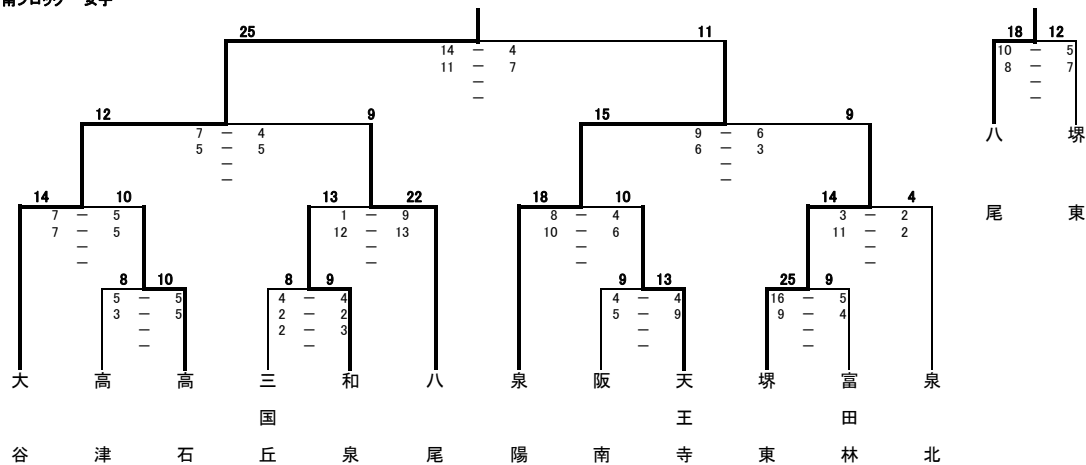 南ブロック 女子
25 11 18 12
14 － 4 10 － 5
11 － 7 8 － 7
－ －
－ －
12 9 15 9
7 － 4 9 － 6 八 堺
5 － 5 6 － 3
－ －
－ －
14 10 13 22 18 10 14 4 尾 東
7 － 5 1 － 9 8 － 4 3 － 2
7 － 5 12 － 13 10 － 6 11 － 2
－ － － －
－ － － －
8 10 8 9 9 13 25 9
5 － 5 4 － 4 4 － 4 16 － 5
3 － 5 2 － 2 5 － 9 9 － 4
－ 2 － 3 － －
－ － － －
大 高 高 三 和 八 泉 阪 天 堺 富 泉
国 王 田
谷 津 石 丘 泉 尾 陽 南 寺 東 林 北